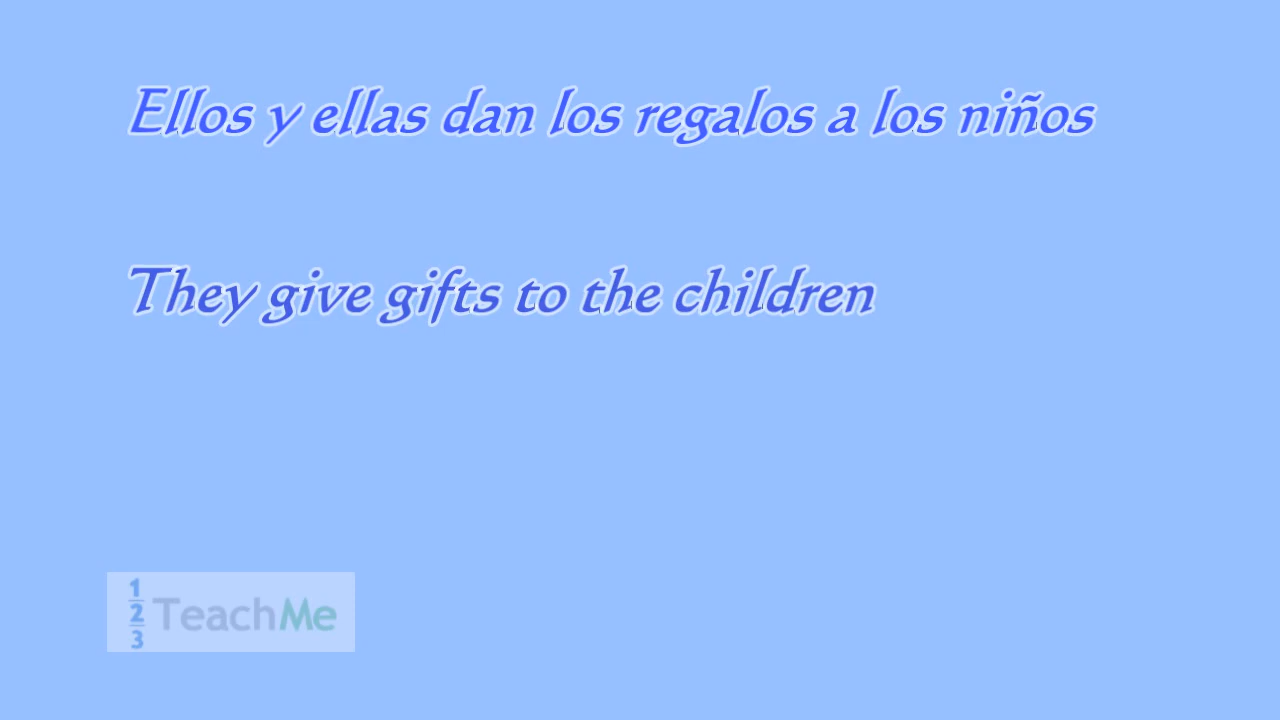 Ellos y ellas dan los regalos a los niños
They give gifts to the children
1
2
3
TeachMe